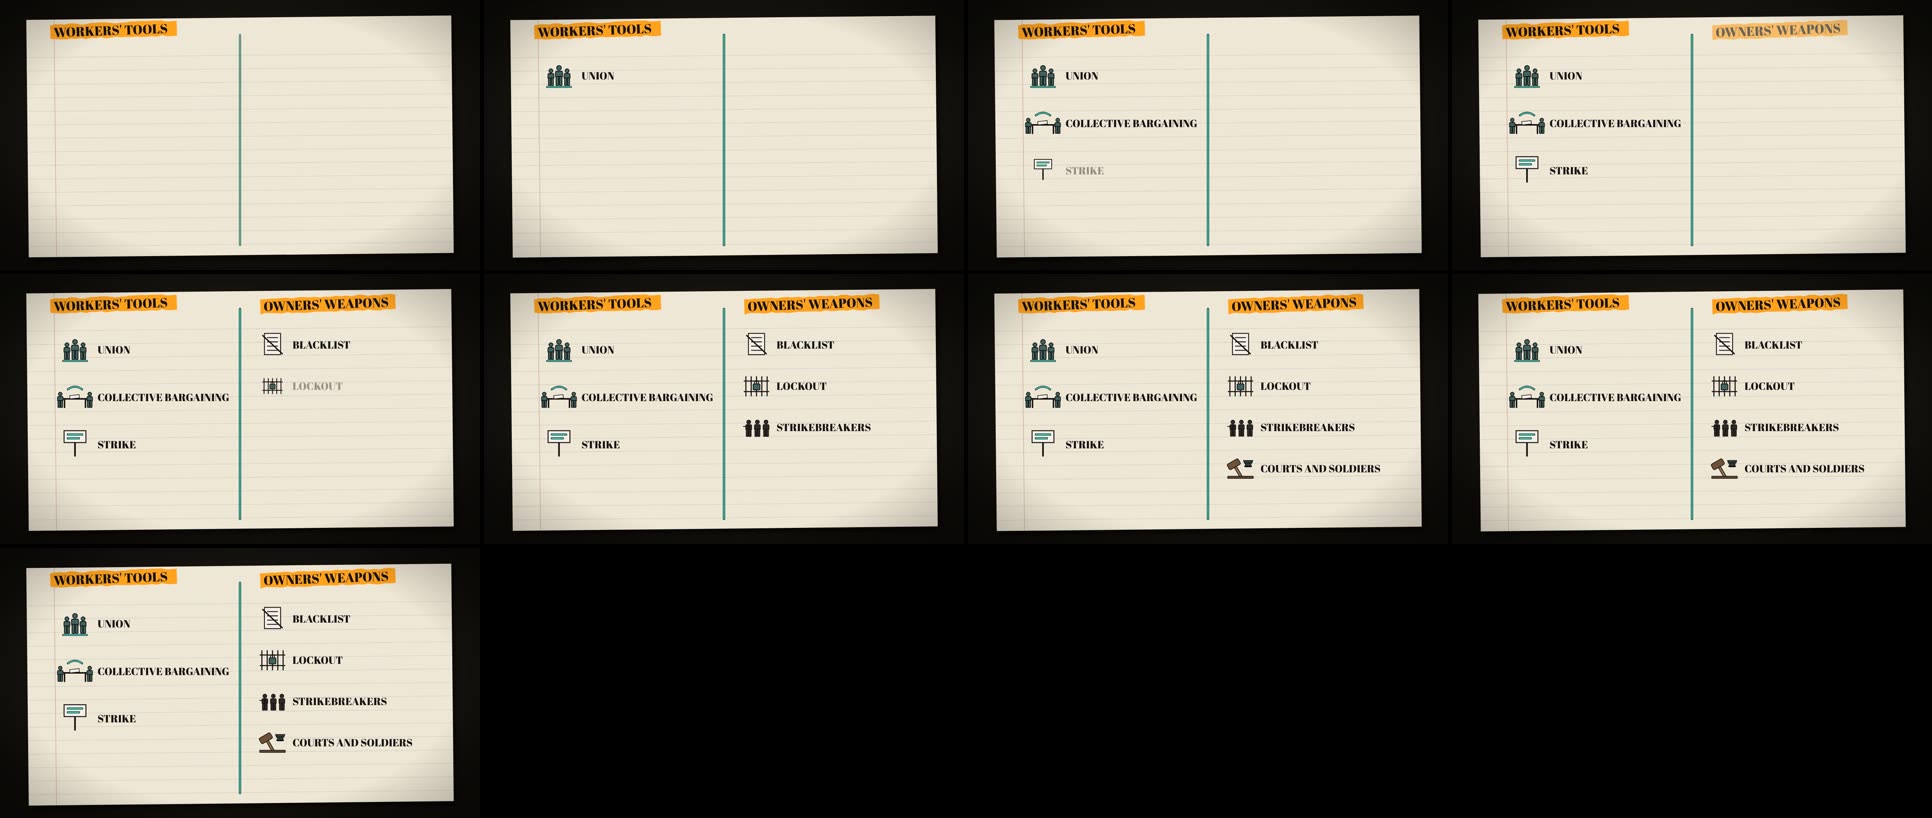 WORKERS' TOOLS
WORKERS' TOOLS
UNION
WORKERS' TOOLS
UNION
COLLECTIVE BARGAINING
STRIKE
WORKERS' TOOLS
OWNERS' WEAPONS
UNION
COLLECTIVE BARGAINING
STRIKE
WORKERS' TOOLS
UNION
COLLECTIVE BARGAINING
STRIKE
OWNERS' WEAPONS
BLACKLIST
LOCKOUT
WORKERS' TOOLS
UNION
COLLECTIVE BARGAINING
STRIKE
OWNERS' WEAPONS
BLACKLIST
LOCKOUT
STRIKEBREAKERS
WORKERS' TOOLS
UNION
COLLECTIVE BARGAINING
STRIKE
OWNERS' WEAPONS
BLACKLIST
LOCKOUT
STRIKEBREAKERS
COURTS AND SOLDIERS
WORKERS' TOOLS
UNION
COLLECTIVE BARGAINING
STRIKE
OWNERS' WEAPONS
BLACKLIST
LOCKOUT
STRIKEBREAKERS
COURTS AND SOLDIERS
WORKERS' TOOLS
UNION
COLLECTIVE BARGAINING
STRIKE
OWNERS' WEAPONS
BLACKLIST
LOCKOUT
STRIKEBREAKERS
COURTS AND SOLDIERS